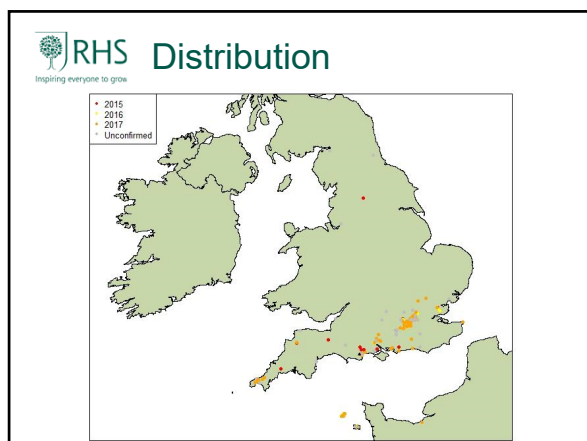 RHS
Inspiring everyone to grow
Distribution
2015
2016
2017
Unconfirmed